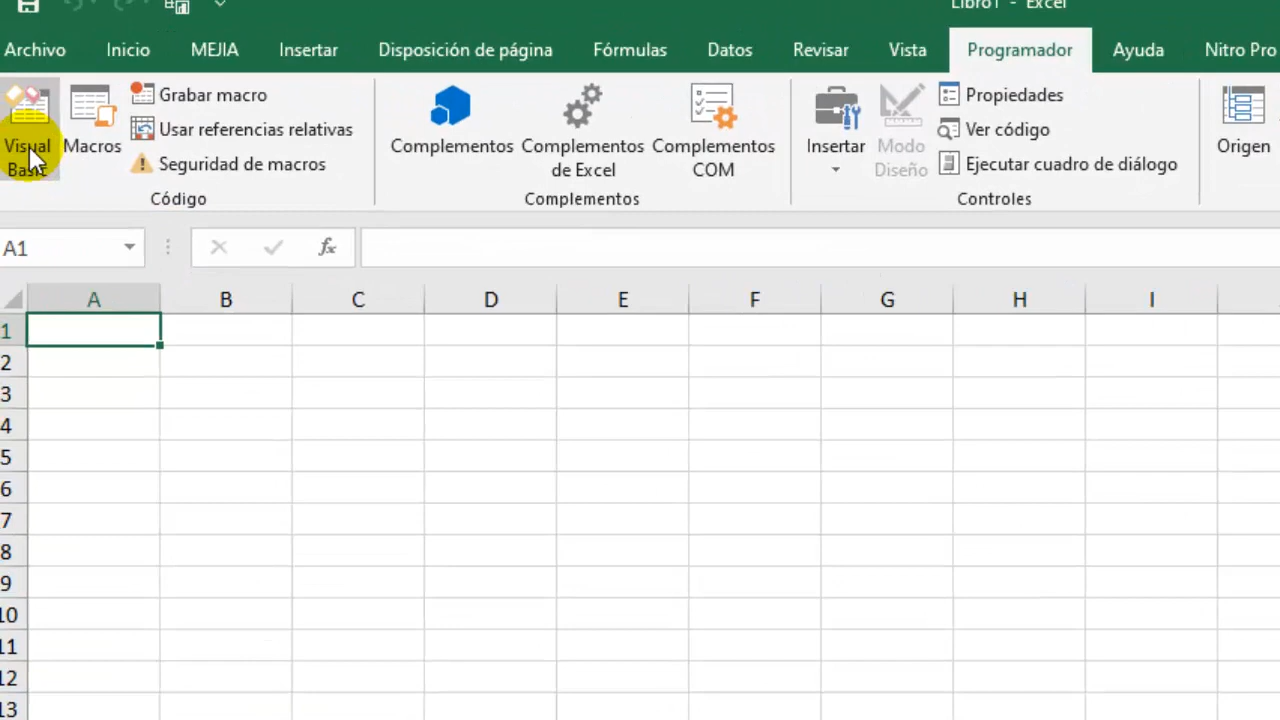 Libro1 - Excel
Archivo Inicio MEJIA Insertar Disposición de página Fórmulas Datos Revisar Vista Programador Ayuda Nitro Pro
Visual Basic
Macros
Grabar macro
Usar referencias relativas
Seguridad de macros
Código
Complementos
Complementos de Excel
Complementos COM
Complementos
Insertar
Modo Diseño
Propiedades
Ver código
Ejecutar cuadro de diálogo
Controles
Origen
A1
fx
A B C D E F G H I
1
2
3
4
5
6
7
8
9
10
11
12
13